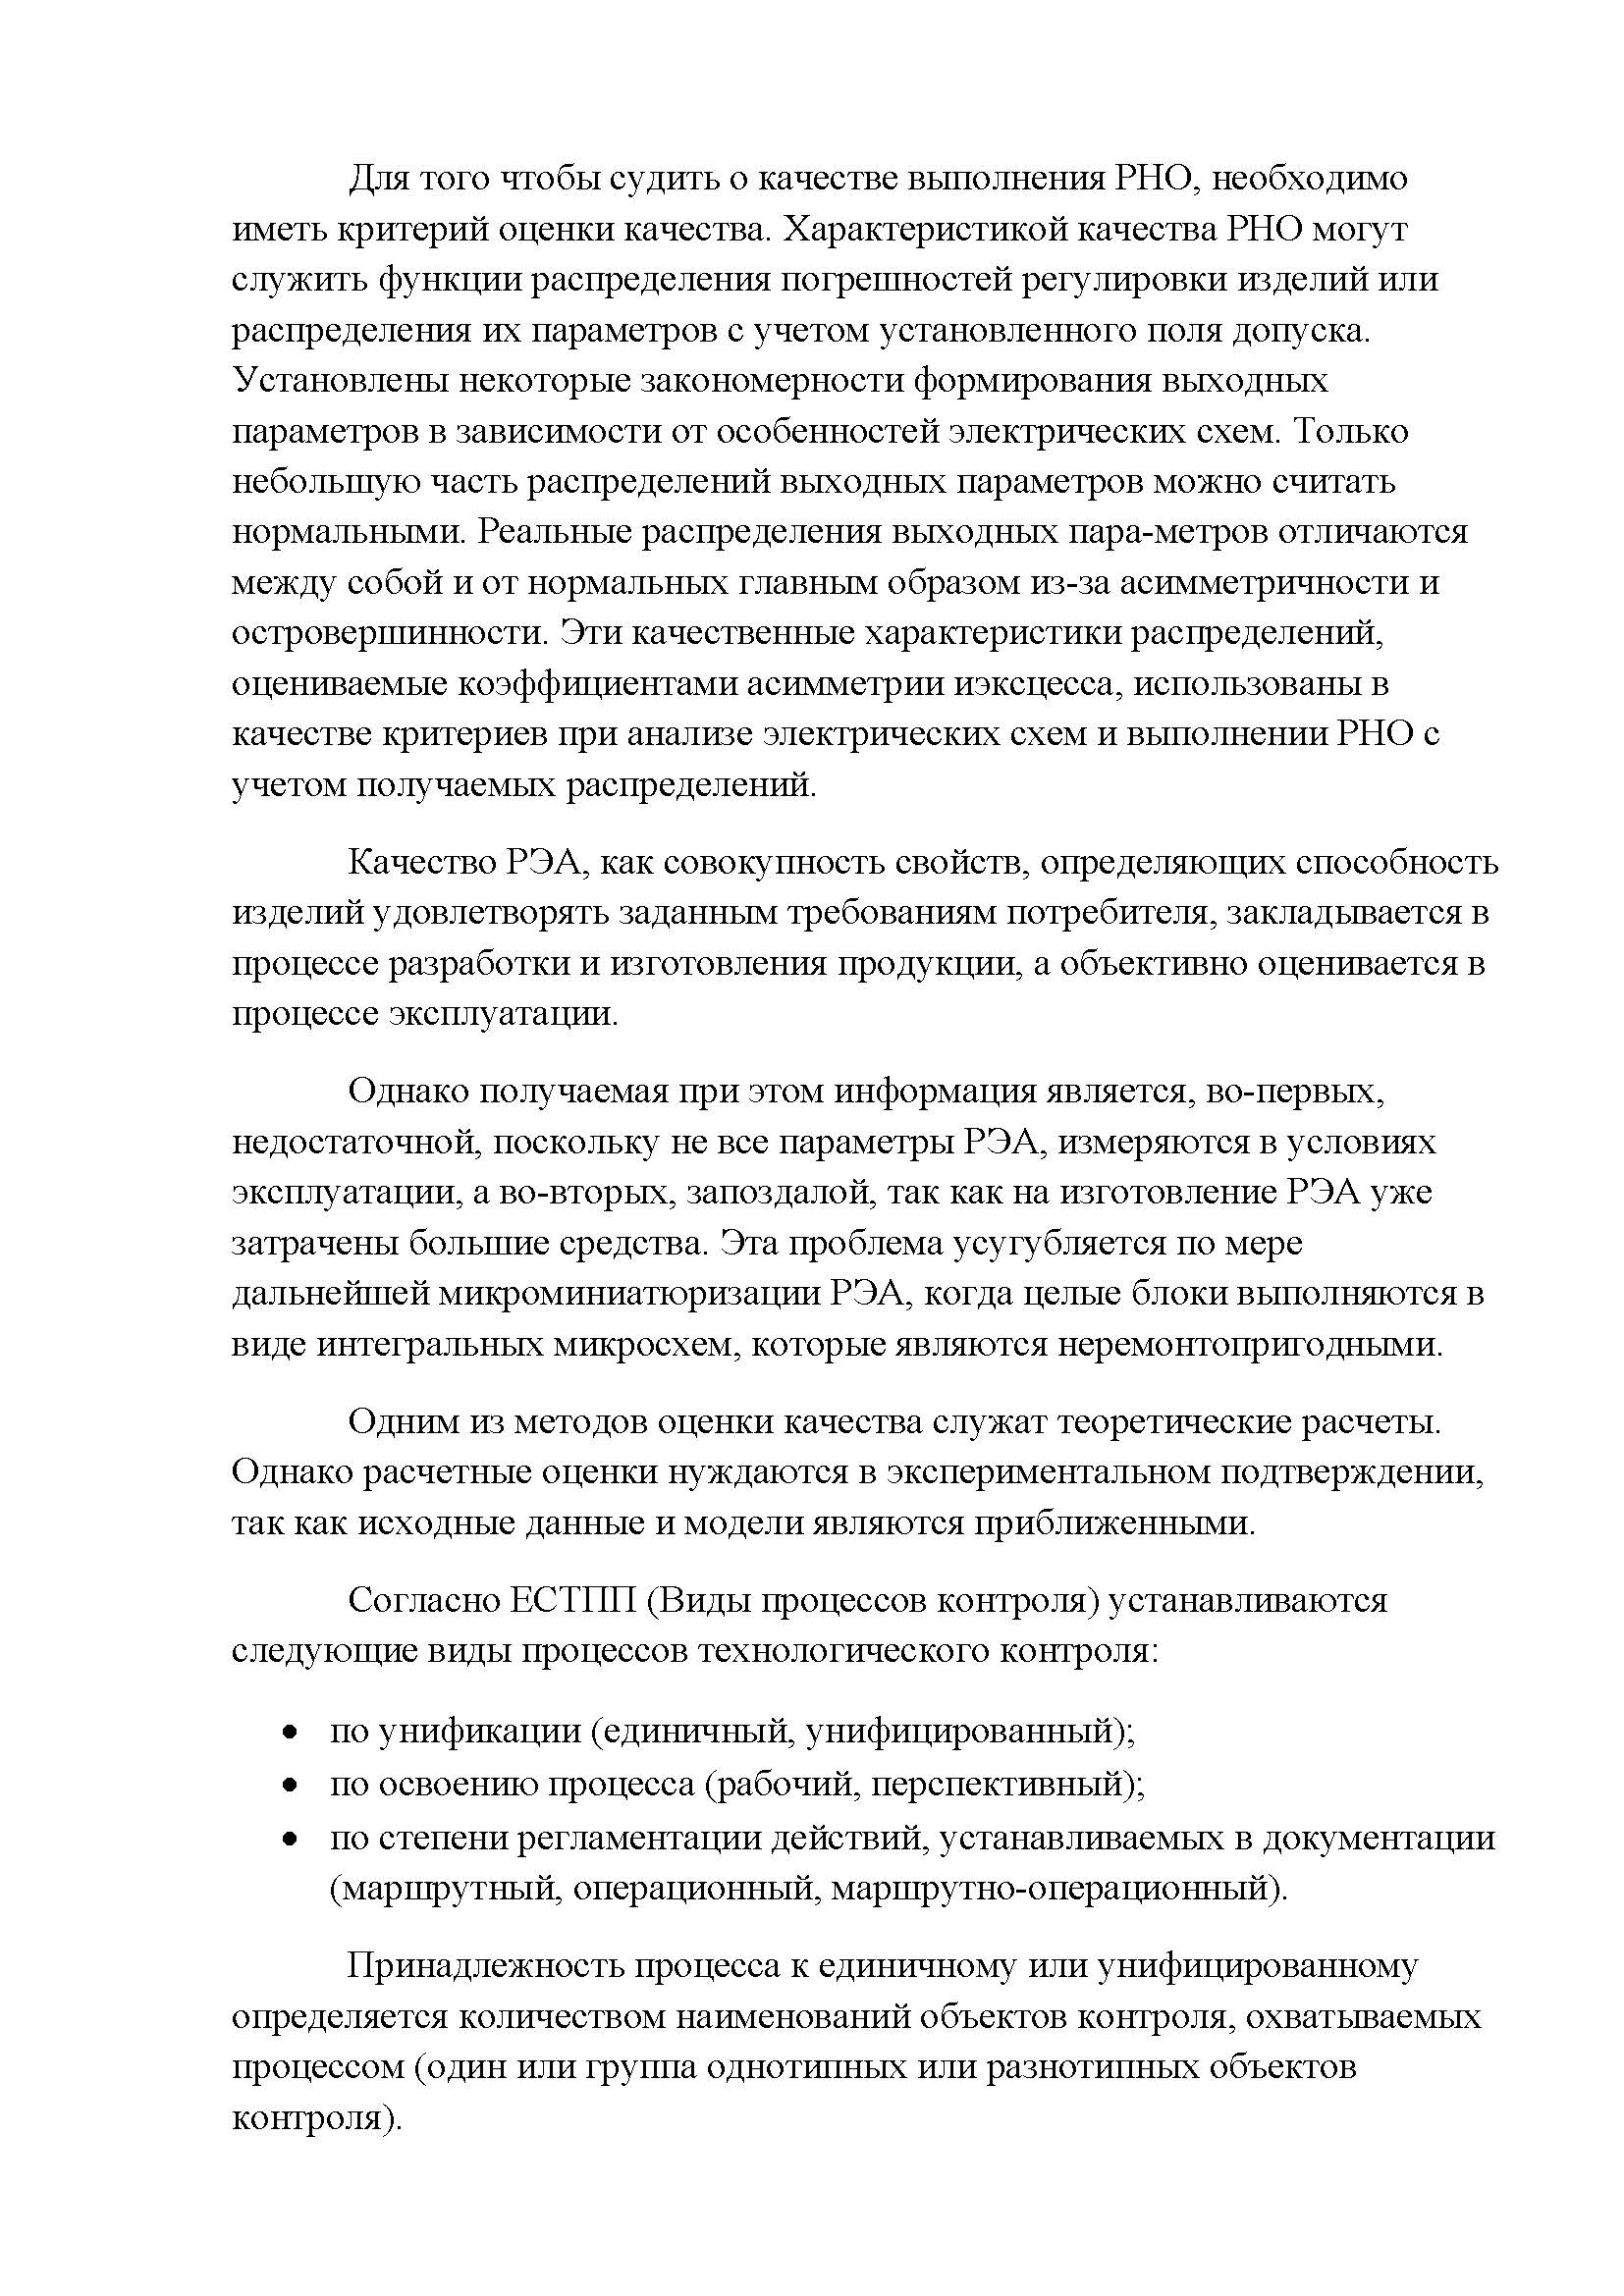 Для того чтобы судить о качестве выполнения РНО, необходимо
иметь критерий оценки качества. Характеристикой качества РНО могут
служить функции распределения погрешностей регулировки изделий или
распределения их параметров с учетом установленного поля допуска.
Установлены некоторые закономерности формирования выходных
параметров в зависимости от особенностей электрических схем. Только
небольшую часть распределений выходных параметров можно считать
нормальными. Реальные распределения выходных пара-метров отличаются
между собой и от нормальных главным образом из-за асимметричности и
островершинности. Эти качественные характеристики распределений,
оцениваемые коэффициентами асимметрии иэксцесса, использованы в
качестве критериев при анализе электрических схем и выполнении РНО с
учетом получаемых распределений.
Качество РЭА, как совокупность свойств, определяющих способность
изделий удовлетворять заданным требованиям потребителя, закладывается в
процессе разработки и изготовления продукции, а объективно оценивается в
процессе эксплуатации.
Однако получаемая при этом информация является, во-первых,
недостаточной, поскольку не все параметры РЭА, измеряются в условиях
эксплуатации, а во-вторых, запоздалой, так как на изготовление РЭА уже
затрачены большие средства. Эта проблема усугубляется по мере
дальнейшей микроминиатюризации РЭА, когда целые блоки выполняются в
виде интегральных микросхем, которые являются неремонтопригодными.
Одним из методов оценки качества служат теоретические расчеты.
Однако расчетные оценки нуждаются в экспериментальном подтверждении,
так как исходные данные и модели являются приближенными.
Согласно ЕСТПП (Виды процессов контроля) устанавливаются
следующие виды процессов технологического контроля:
• по унификации (единичный, унифицированный);
• по освоению процесса (рабочий, перспективный);
• по степени регламентации действий, устанавливаемых в документации
(маршрутный, операционный, маршрутно-операционный).
Принадлежность процесса к единичному или унифицированному
определяется количеством наименований объектов контроля, охватываемых
процессом (один или группа однотипных или разнотипных объектов
контроля).